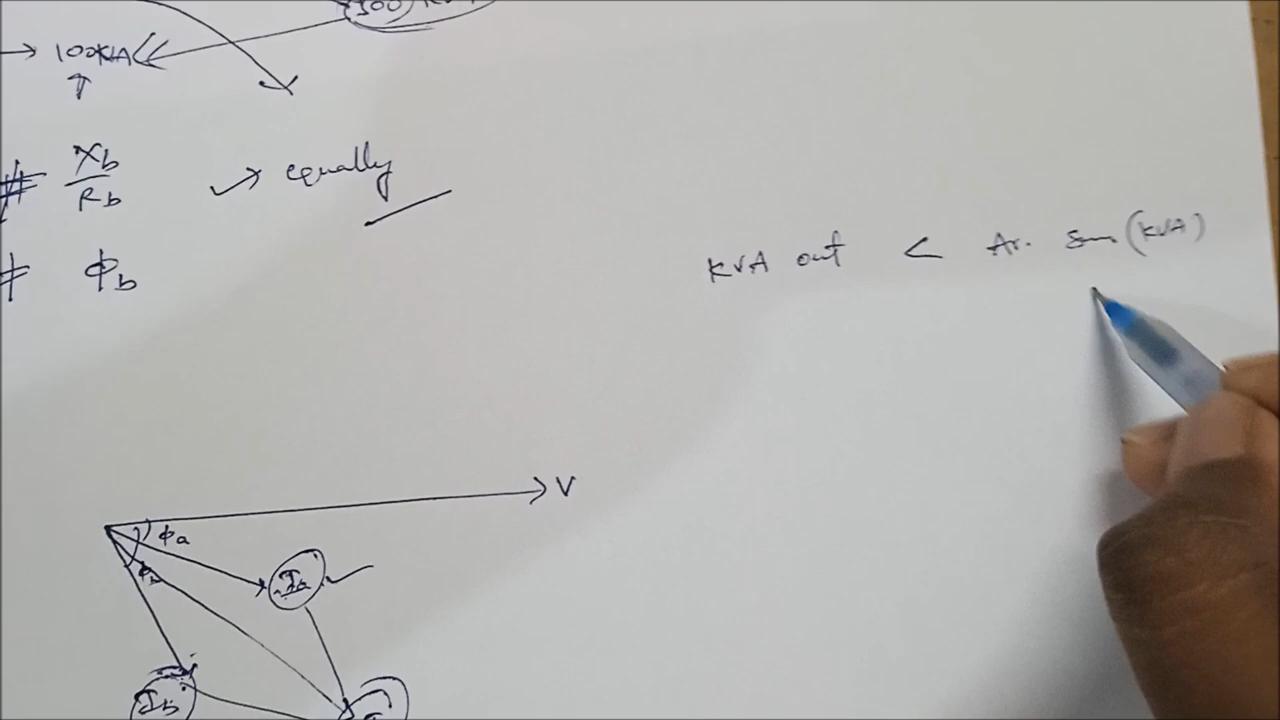 → 100KVA
↑
# Xb / Rb → equally
≠ Φb
KVA out < Ar. Sum (KVA)
V
Φa
Ia
Ib